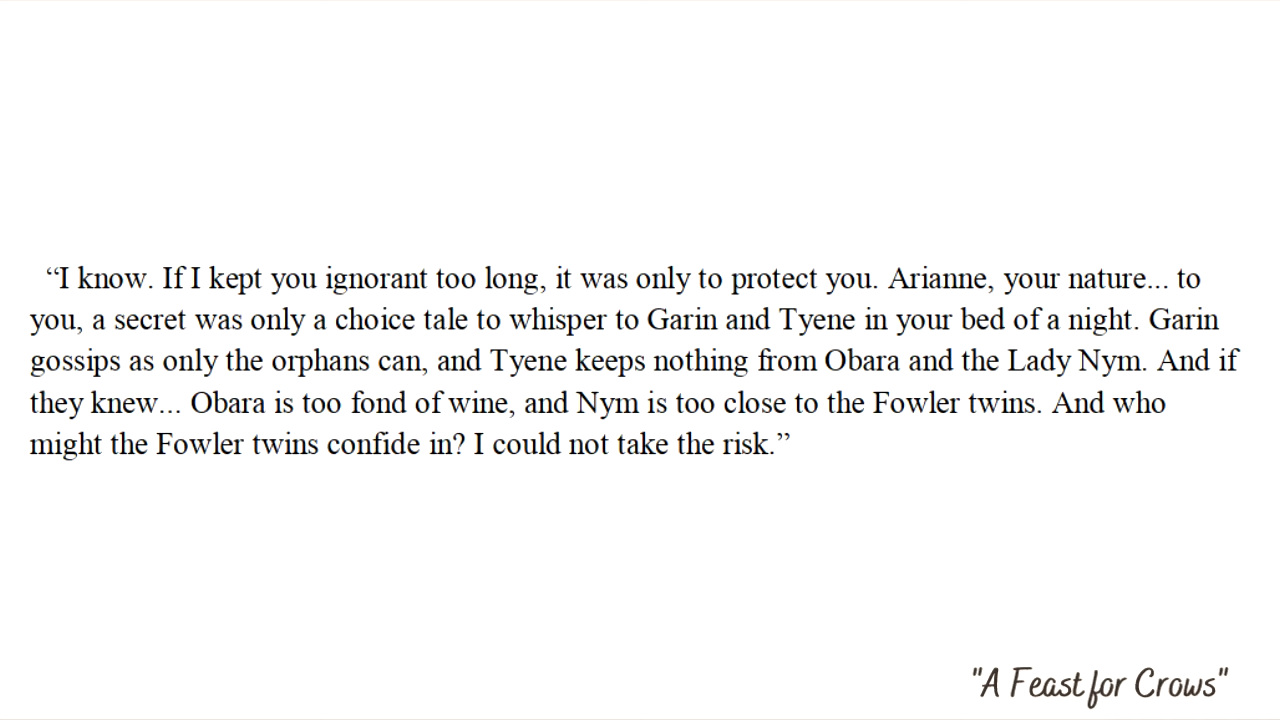 “I know. If I kept you ignorant too long, it was only to protect you. Arianne, your nature... to
you, a secret was only a choice tale to whisper to Garin and Tyene in your bed of a night. Garin
gossips as only the orphans can, and Tyene keeps nothing from Obara and the Lady Nym. And if
they knew... Obara is too fond of wine, and Nym is too close to the Fowler twins. And who
might the Fowler twins confide in? I could not take the risk.”
"A Feast for Crows"